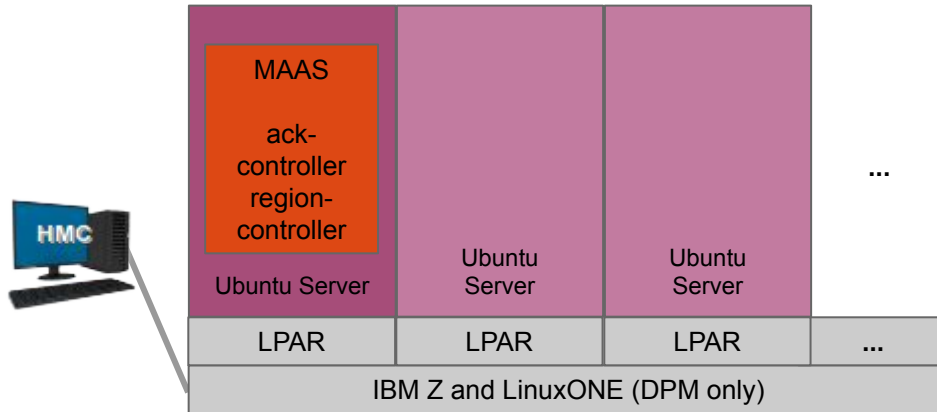 MAAS
ack-
controller
region-
controller
Ubuntu Server
Ubuntu
Server
Ubuntu
Server
...
HMC
LPAR
LPAR
LPAR
...
IBM Z and LinuxONE (DPM only)